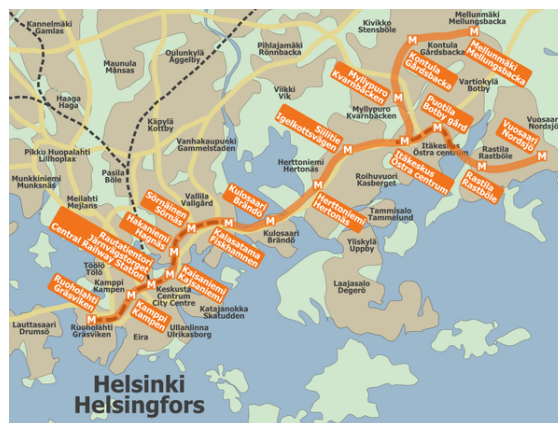 Kannelmäki
Gamlas
Maunula
Månsas
Oulunkylä
Åggelby
Pihlajamäki
Rönnbacka
Kivikko
Stensböle
Mellunmäki
Mellungsbacka
Kontula
Gårdsbacka
Mellunmäki
Mellungsbacka
Kontula
Gårdsbacka
Myllypuro
Kvarnbäcken
Vartiokylä
Botby
Viikki
Vik
Haaga
Haga
Käpylä
Kottby
Myllypuro
Kvarnbäcken
Puotila
Botby gård
Vuosaari
Nordsjö
Siilitie
Igelkottsvägen
Vuosaari
Nordsjö
Vanhakaupunki
Gammelstaden
Pikku Huopalahti
Lillhoplax
Itäkeskus
Östra centrum
Rastila
Rastböle
Herttoniemi
Hertonäs
Itäkeskus
Östra centrum
Pasila
Böle
Munkkiniemi
Munksnäs
Roihuvuori
Kasberget
Rastila
Rastböle
Meilahti
Mejlans
Vallila
Vallgård
Kulosaari
Brändö
Sörnäinen
Sörnäs
Herttoniemi
Hertonäs
Tammisalo
Tammelund
Hakaniemi
Hagnäs
Kulosaari
Brändö
Rautatientori
Järnvägstorget
Central Railway Station
Kalasatama
Fiskhamnen
Yliskylä
Uppby
Töölö
Tölö
Kaisaniemi
Kajsaniemi
Kamppi
Kampen
Keskusta
Centrum
City Centre
Laajasalo
Degerö
Ruoholahti
Gräsviken
Katajanokka
Skatudden
Kamppi
Kampen
Lauttasaari
Drumsö
Ruoholahti
Gräsviken
Ullanlinna
Ulrikasborg
Eira
Helsinki
Helsingfors